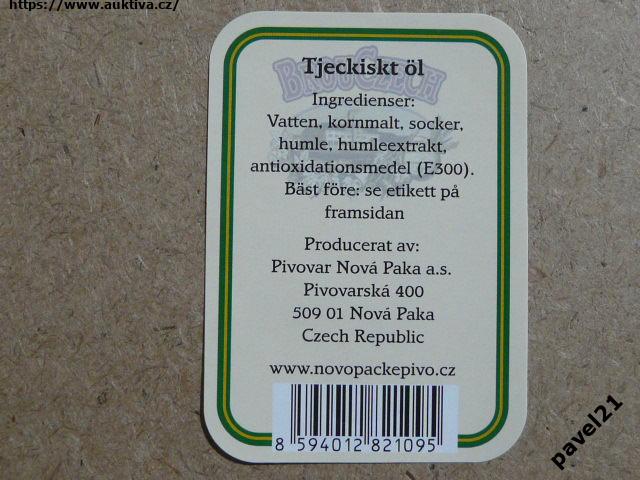 https://www.auktiva.cz/
BrouCzech
Tjeckiskt öl
Ingredienser:
Vatten, kornmalt, socker,
humle, humleextrakt,
antioxidationsmedel (E300).
Bäst före: se etikett på
framsidan
Producerat av:
Pivovar Nová Paka a.s.
Pivovarská 400
509 01 Nová Paka
Czech Republic
www.novopackepivo.cz
8 594012 821095
pavel21